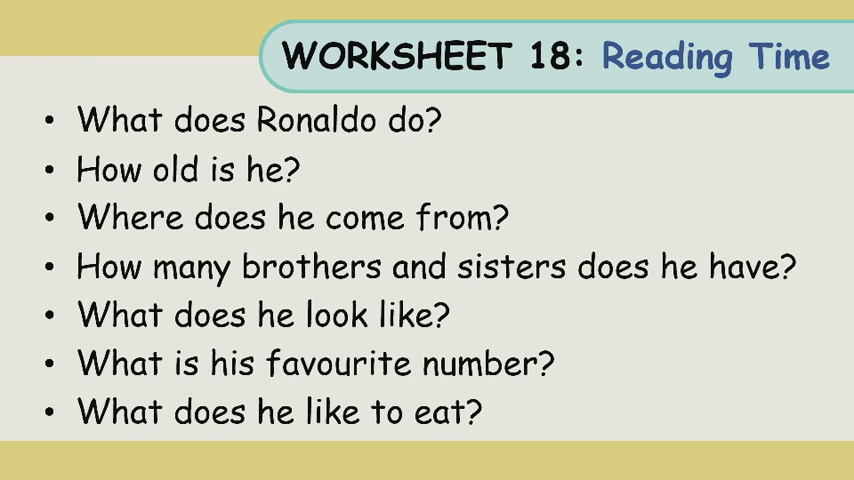 WORKSHEET 18: Reading Time
• What does Ronaldo do?
• How old is he?
• Where does he come from?
• How many brothers and sisters does he have?
• What does he look like?
• What is his favourite number?
• What does he like to eat?